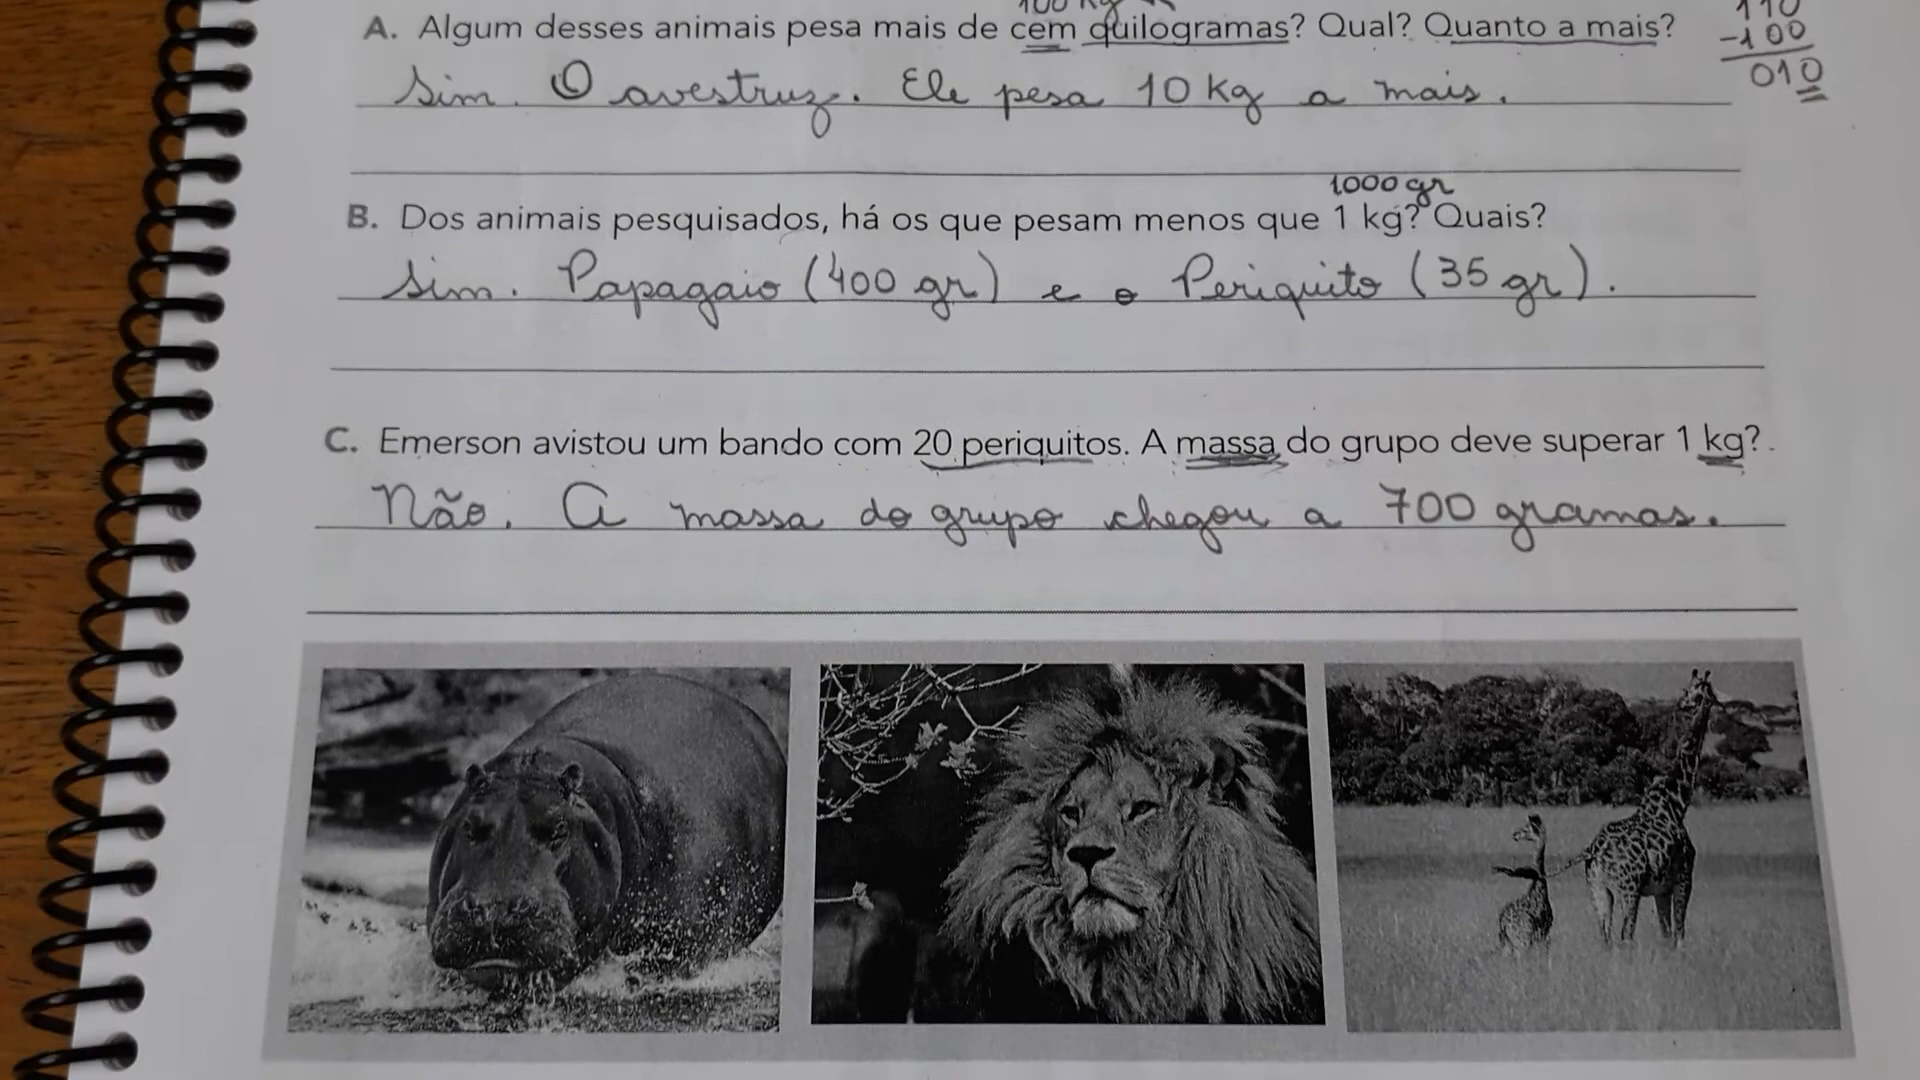 100 Kg
A. Algum desses animais pesa mais de cem quilogramas? Qual? Quanto a mais?
110
-100
010
Sim. O avestruz. Ele pesa 10 kg a mais.
1000 gr
B. Dos animais pesquisados, há os que pesam menos que 1 kg? Quais?
Sim. Papagaio (400 gr) e o Periquito (35 gr).
C. Emerson avistou um bando com 20 periquitos. A massa do grupo deve superar 1 kg?
Não. A massa do grupo chegou a 700 gramas.